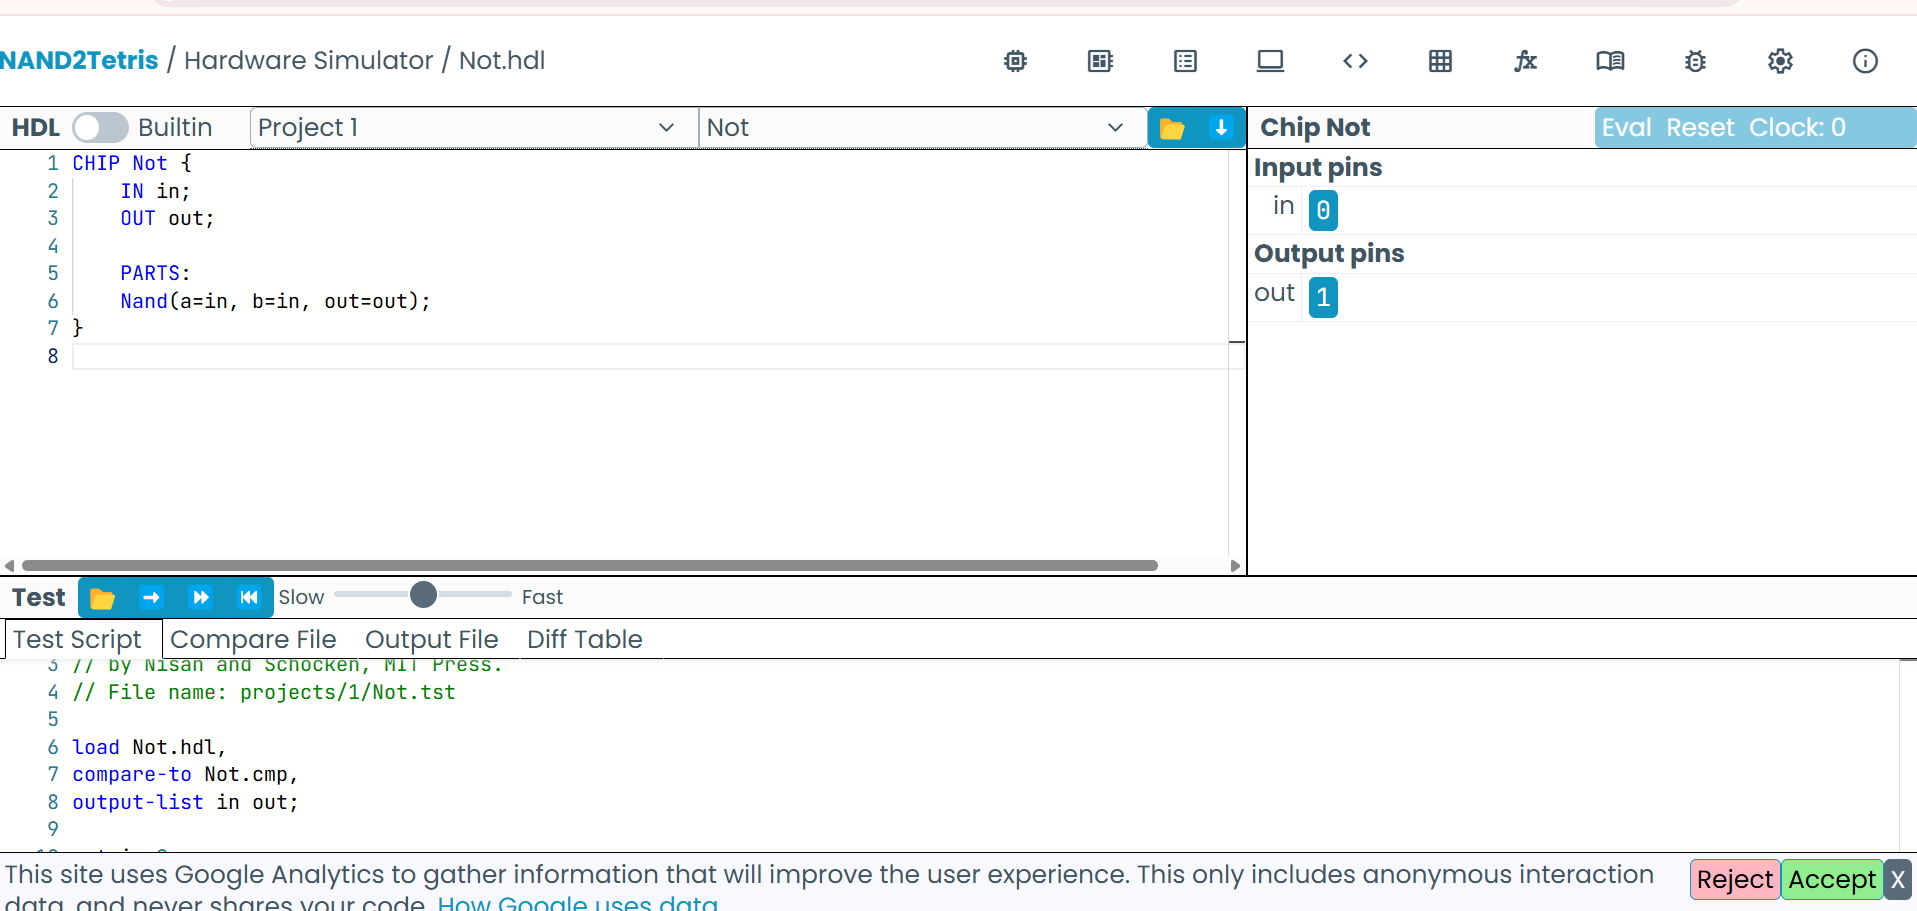 NAND2Tetris / Hardware Simulator / Not.hdl
HDL Builtin Project 1 Not
1 CHIP Not {
2 IN in;
3 OUT out;
4
5 PARTS:
6 Nand(a=in, b=in, out=out);
7 }
8
Chip Not Eval Reset Clock: 0
Input pins
in 0
Output pins
out 1
Test Slow Fast
Test Script Compare File Output File Diff Table
3 // by Nisan and Schocken, MIT Press.
4 // File name: projects/1/Not.tst
5
6 load Not.hdl,
7 compare-to Not.cmp,
8 output-list in out;
9
This site uses Google Analytics to gather information that will improve the user experience. This only includes anonymous interaction
data, and never shares your code. How Google uses data
Reject Accept X